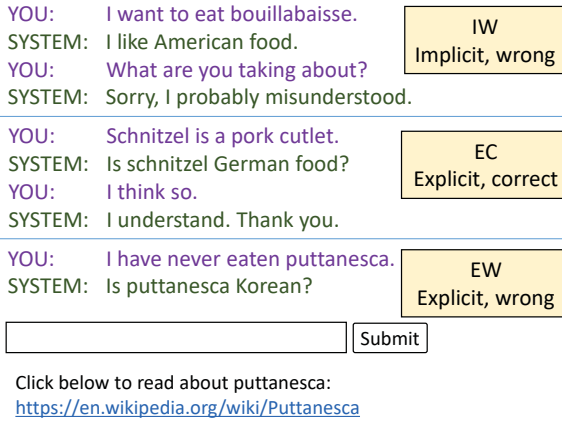 YOU: I want to eat bouillabaisse.
SYSTEM: I like American food.
YOU: What are you taking about?
SYSTEM: Sorry, I probably misunderstood.
IW
Implicit, wrong
YOU: Schnitzel is a pork cutlet.
SYSTEM: Is schnitzel German food?
YOU: I think so.
SYSTEM: I understand. Thank you.
EC
Explicit, correct
YOU: I have never eaten puttanesca.
SYSTEM: Is puttanesca Korean?
EW
Explicit, wrong
Submit
Click below to read about puttanesca:
https://en.wikipedia.org/wiki/Puttanesca